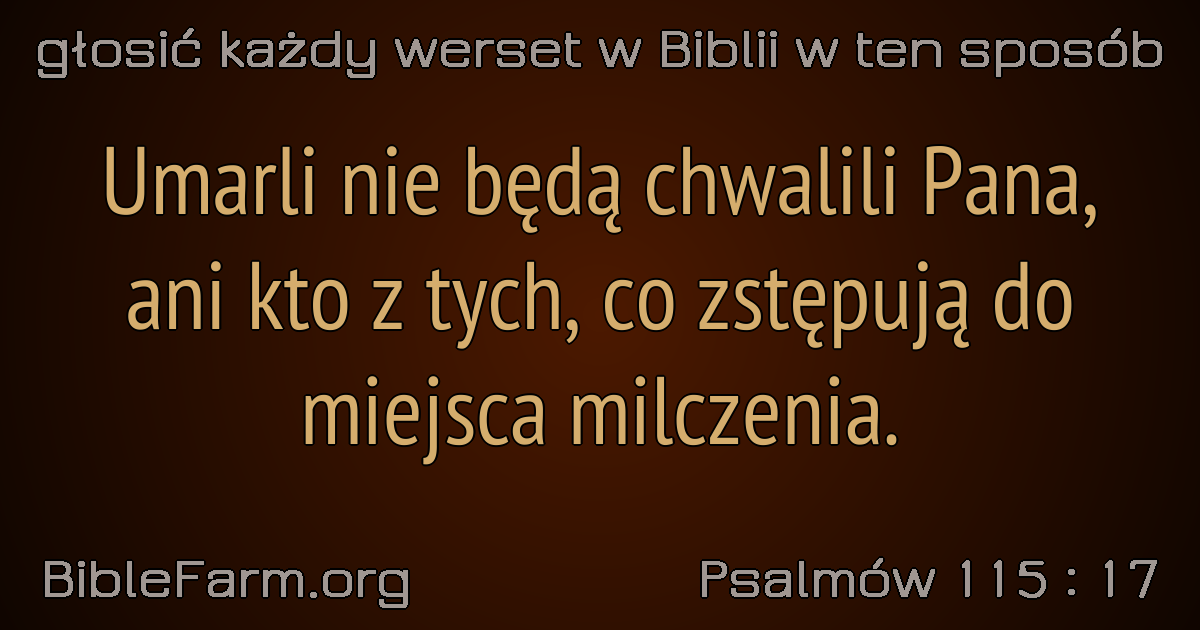 głosić każdy werset w Biblii w ten sposób
Umarli nie będą chwalili Pana,
ani kto z tych, co zstępują do
miejsca milczenia.
BibleFarm.org
Psalmów 115 : 17